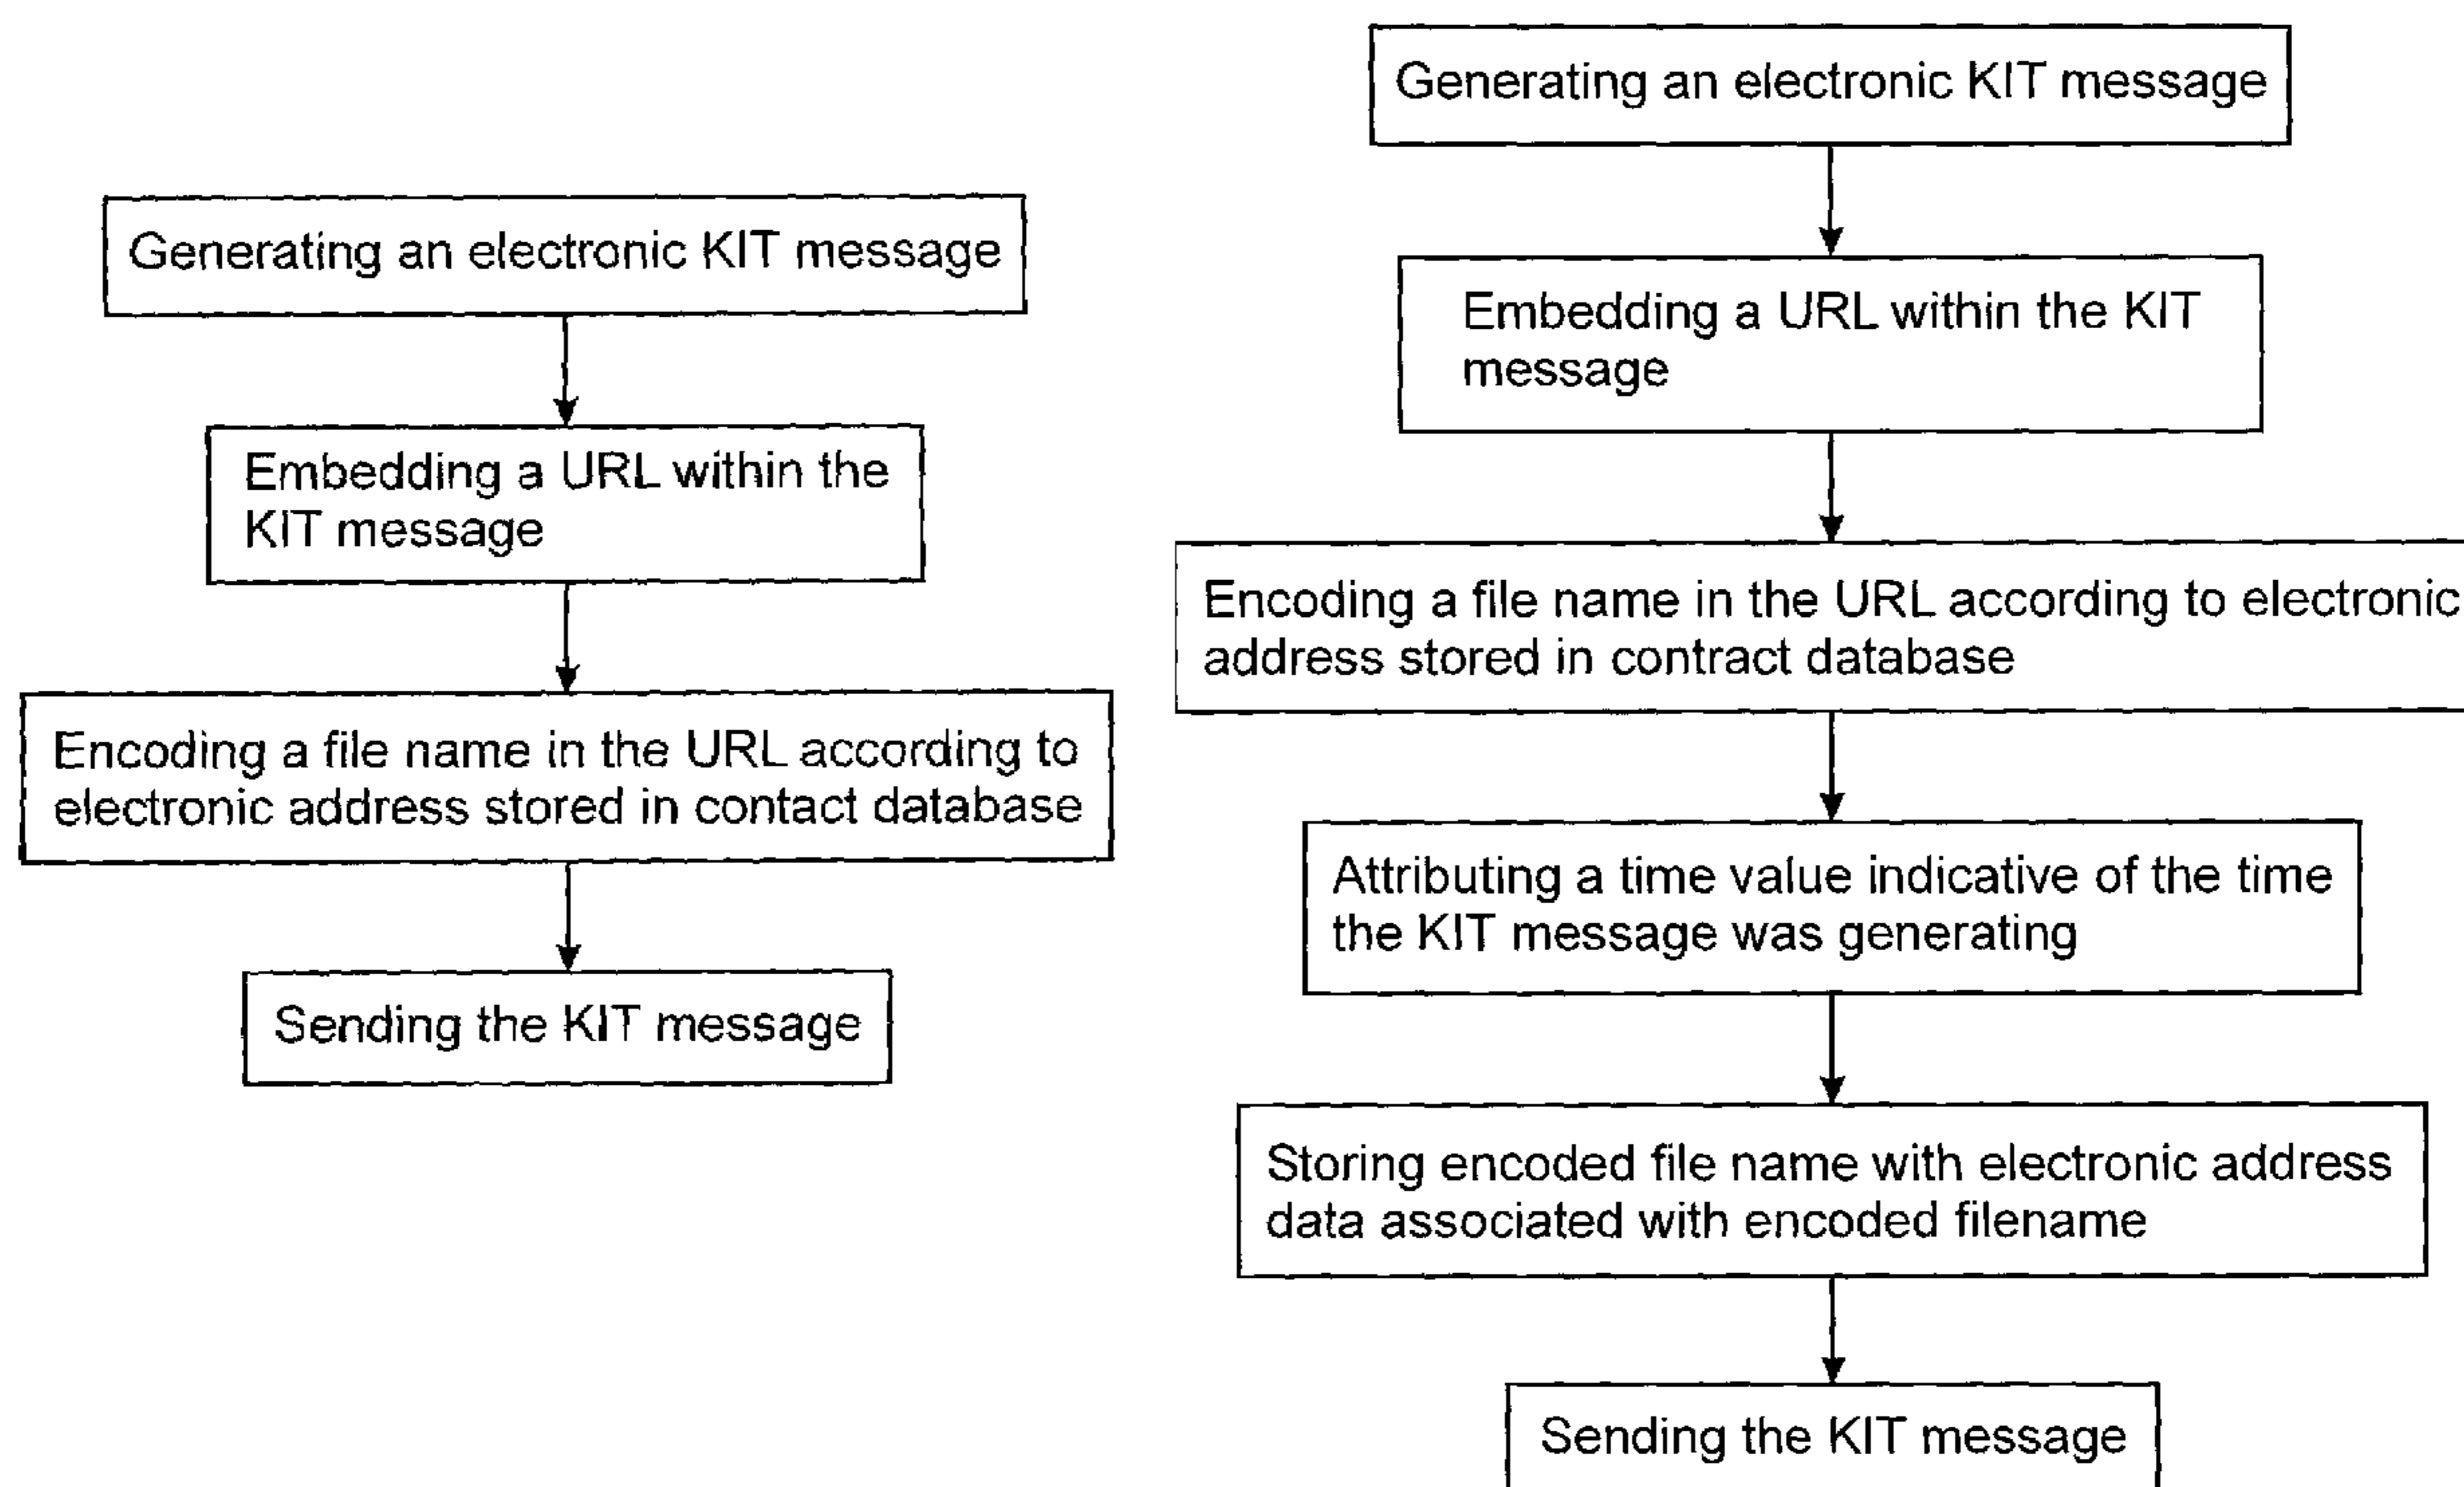 Generating an electronic KIT message
Embedding a URL within the
KIT message
Encoding a file name in the URL according to
electronic address stored in contact database
Sending the KIT message
Generating an electronic KIT message
Embedding a URL within the KIT
message
Encoding a file name in the URL according to electronic
address stored in contract database
Attributing a time value indicative of the time
the KIT message was generating
Storing encoded file name with electronic address
data associated with encoded filename
Sending the KIT message